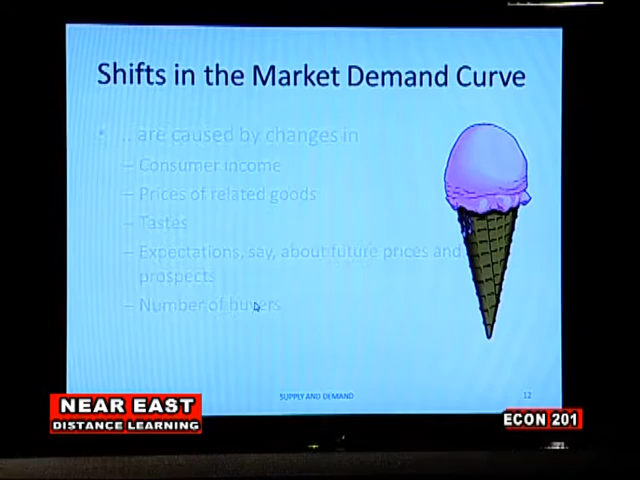 Shifts in the Market Demand Curve
• .. are caused by changes in
– Consumer income
– Prices of related goods
– Tastes
– Expectations, say, about future prices and
prospects
– Number of buyers
SUPPLY AND DEMAND
12
NEAR EAST
DISTANCE LEARNING
ECON 201